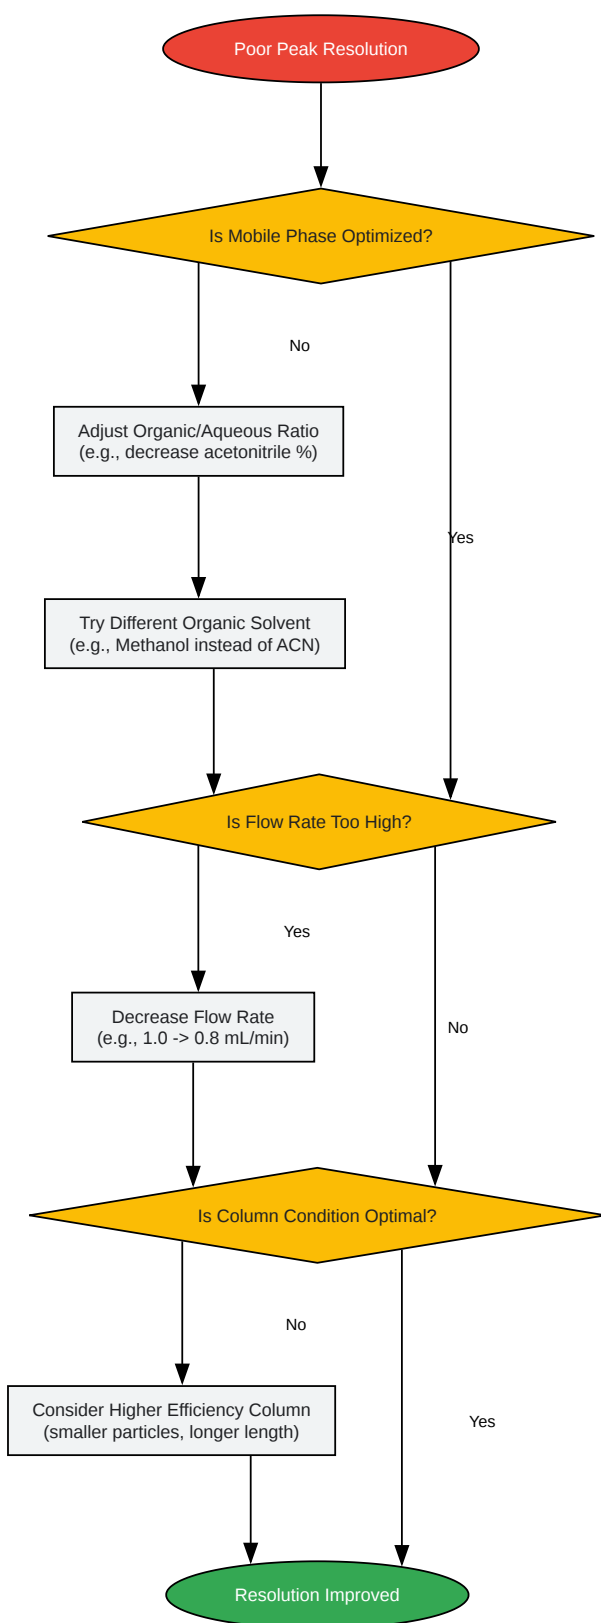 Poor Peak Resolution
Is Mobile Phase Optimized?
No
Adjust Organic/Aqueous Ratio
(e.g., decrease acetonitrile %)
Yes
Try Different Organic Solvent
(e.g., Methanol instead of ACN)
Is Flow Rate Too High?
Yes
Decrease Flow Rate
(e.g., 1.0 -> 0.8 mL/min)
No
Is Column Condition Optimal?
No
Consider Higher Efficiency Column
(smaller particles, longer length)
Yes
Resolution Improved